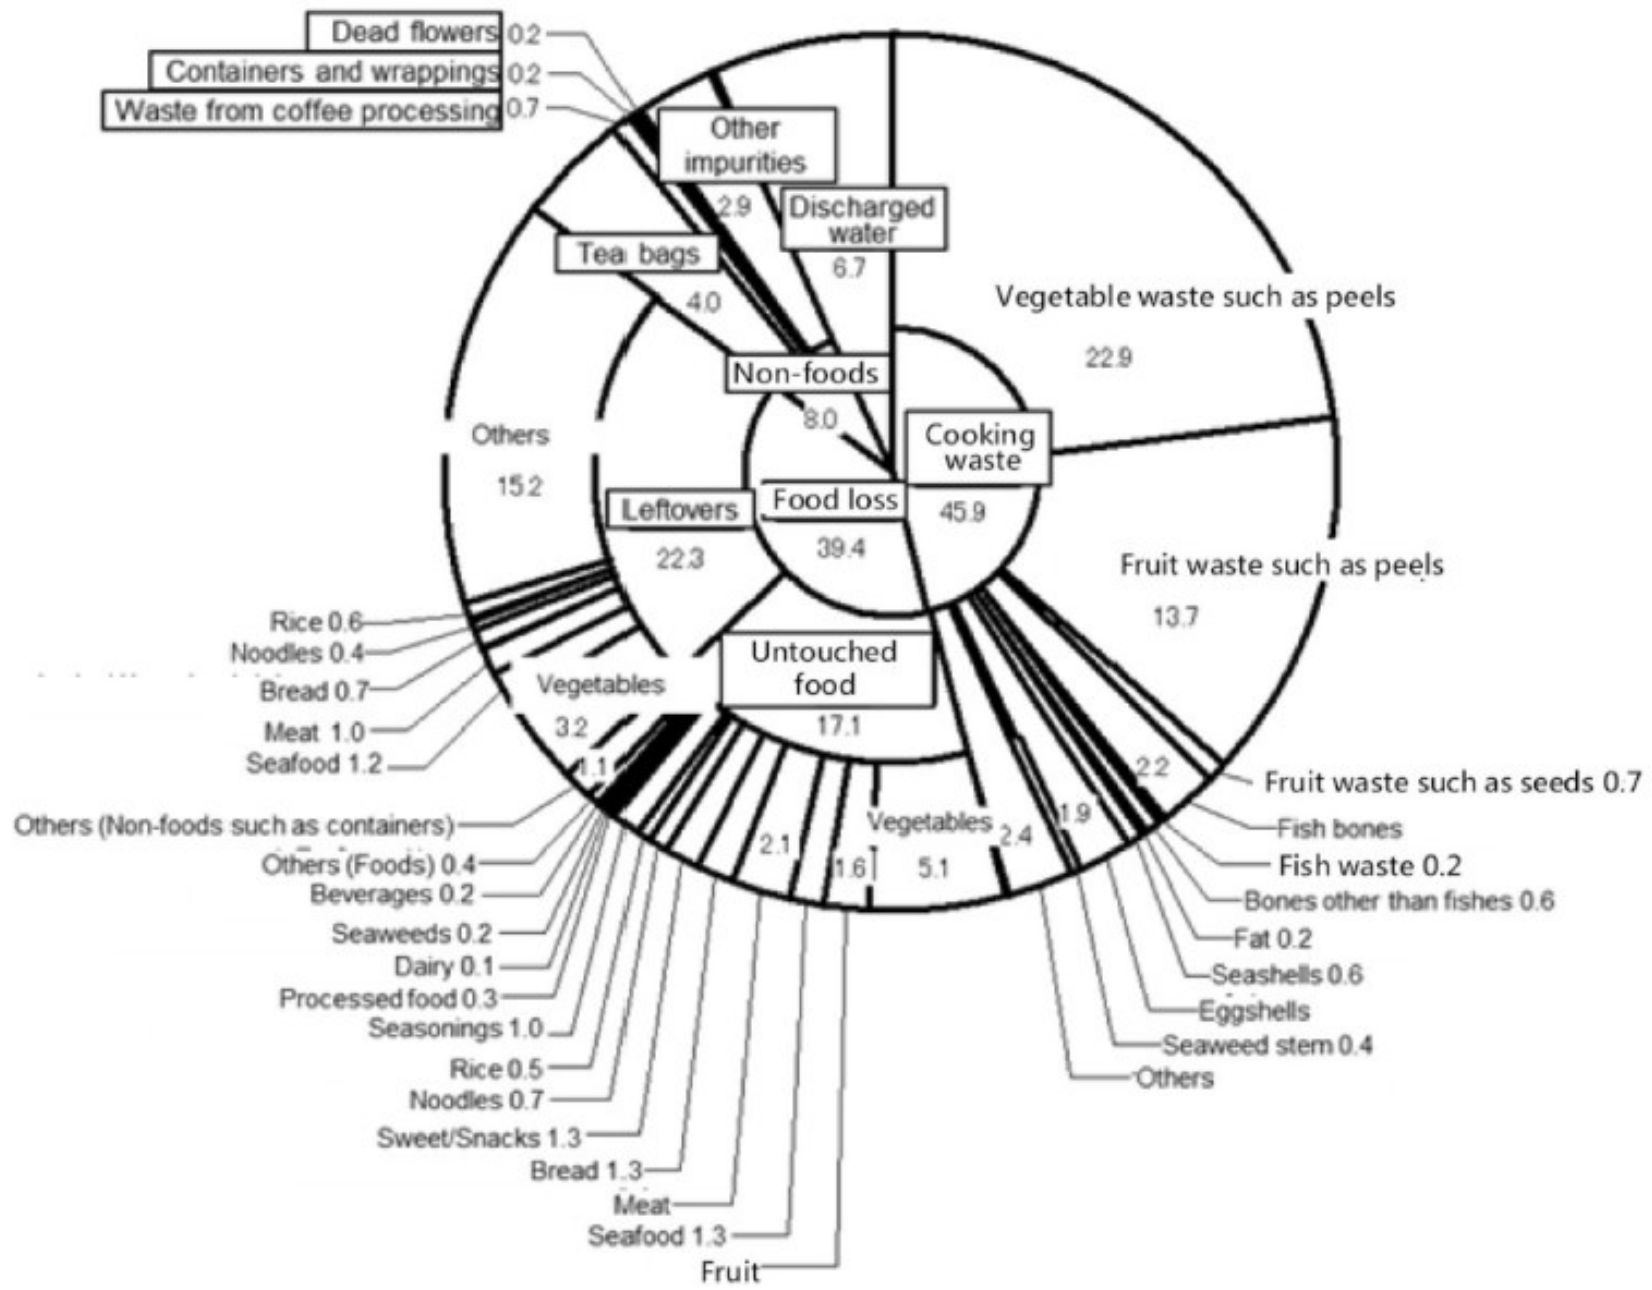 Dead flowers 0.2
Containers and wrappings 0.2
Waste from coffee processing 0.7
Other
impurities
2.9
Discharged
water
6.7
Tea bags
4.0
Non-foods
8.0
Vegetable waste such as peels
22.9
Cooking
waste
45.9
Others
15.2
Leftovers
22.3
Food loss
39.4
Fruit waste such as peels
13.7
Untouched
food
17.1
Rice 0.6
Noodles 0.4
Bread 0.7
Meat 1.0
Seafood 1.2
Vegetables
3.2
1.1
Others (Non-foods such as containers)
Others (Foods) 0.4
Beverages 0.2
Seaweeds 0.2
Dairy 0.1
Processed food 0.3
Seasonings 1.0
Rice 0.5
Noodles 0.7
Sweet/Snacks 1.3
Bread 1.3
Meat
2.1
Seafood 1.3
Fruit
1.6
Vegetables
5.1
2.4
1.9
2.2
Fruit waste such as seeds 0.7
Fish bones
Fish waste 0.2
Bones other than fishes 0.6
Fat 0.2
Seashells 0.6
Eggshells
Seaweed stem 0.4
Others